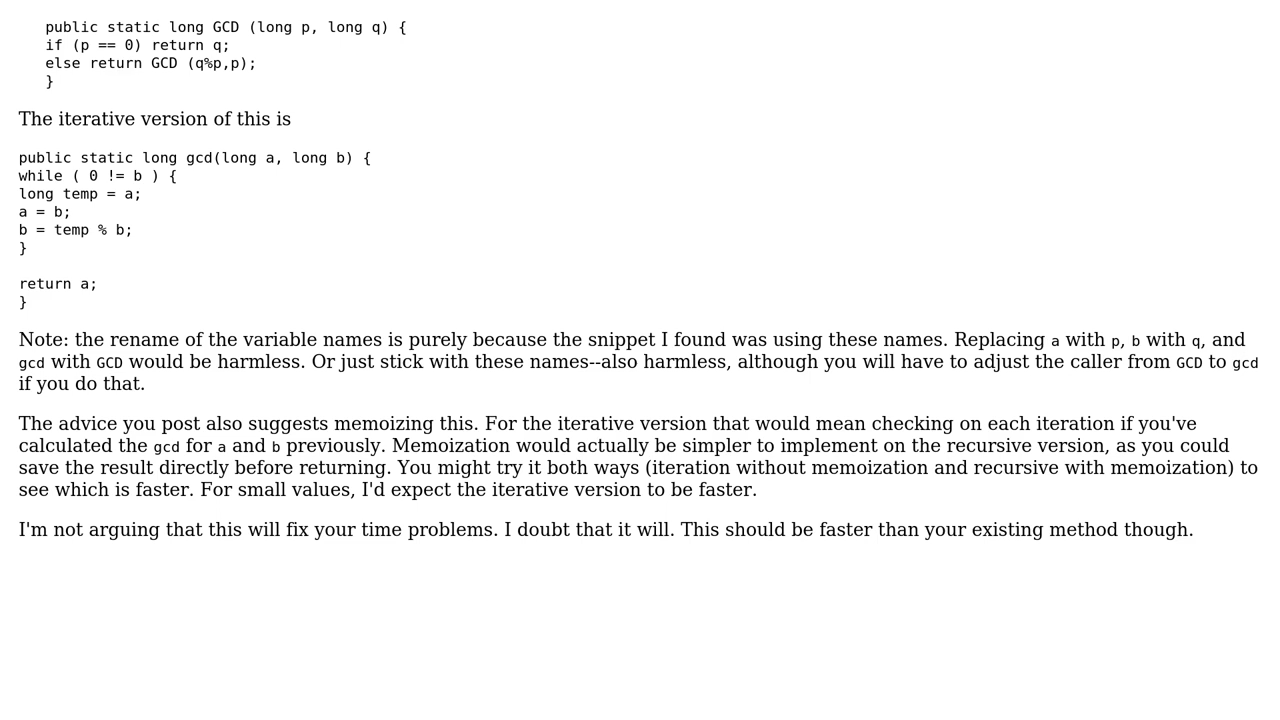 public static long GCD (long p, long q) {
if (p == 0) return q;
else return GCD (q%p,p);
}
The iterative version of this is
public static long gcd(long a, long b) {
while ( 0 != b ) {
long temp = a;
a = b;
b = temp % b;
}
return a;
}
Note: the rename of the variable names is purely because the snippet I found was using these names. Replacing a with p, b with q, and
gcd with GCD would be harmless. Or just stick with these names--also harmless, although you will have to adjust the caller from GCD to gcd
if you do that.
The advice you post also suggests memoizing this. For the iterative version that would mean checking on each iteration if you've
calculated the gcd for a and b previously. Memoization would actually be simpler to implement on the recursive version, as you could
save the result directly before returning. You might try it both ways (iteration without memoization and recursive with memoization) to
see which is faster. For small values, I'd expect the iterative version to be faster.
I'm not arguing that this will fix your time problems. I doubt that it will. This should be faster than your existing method though.